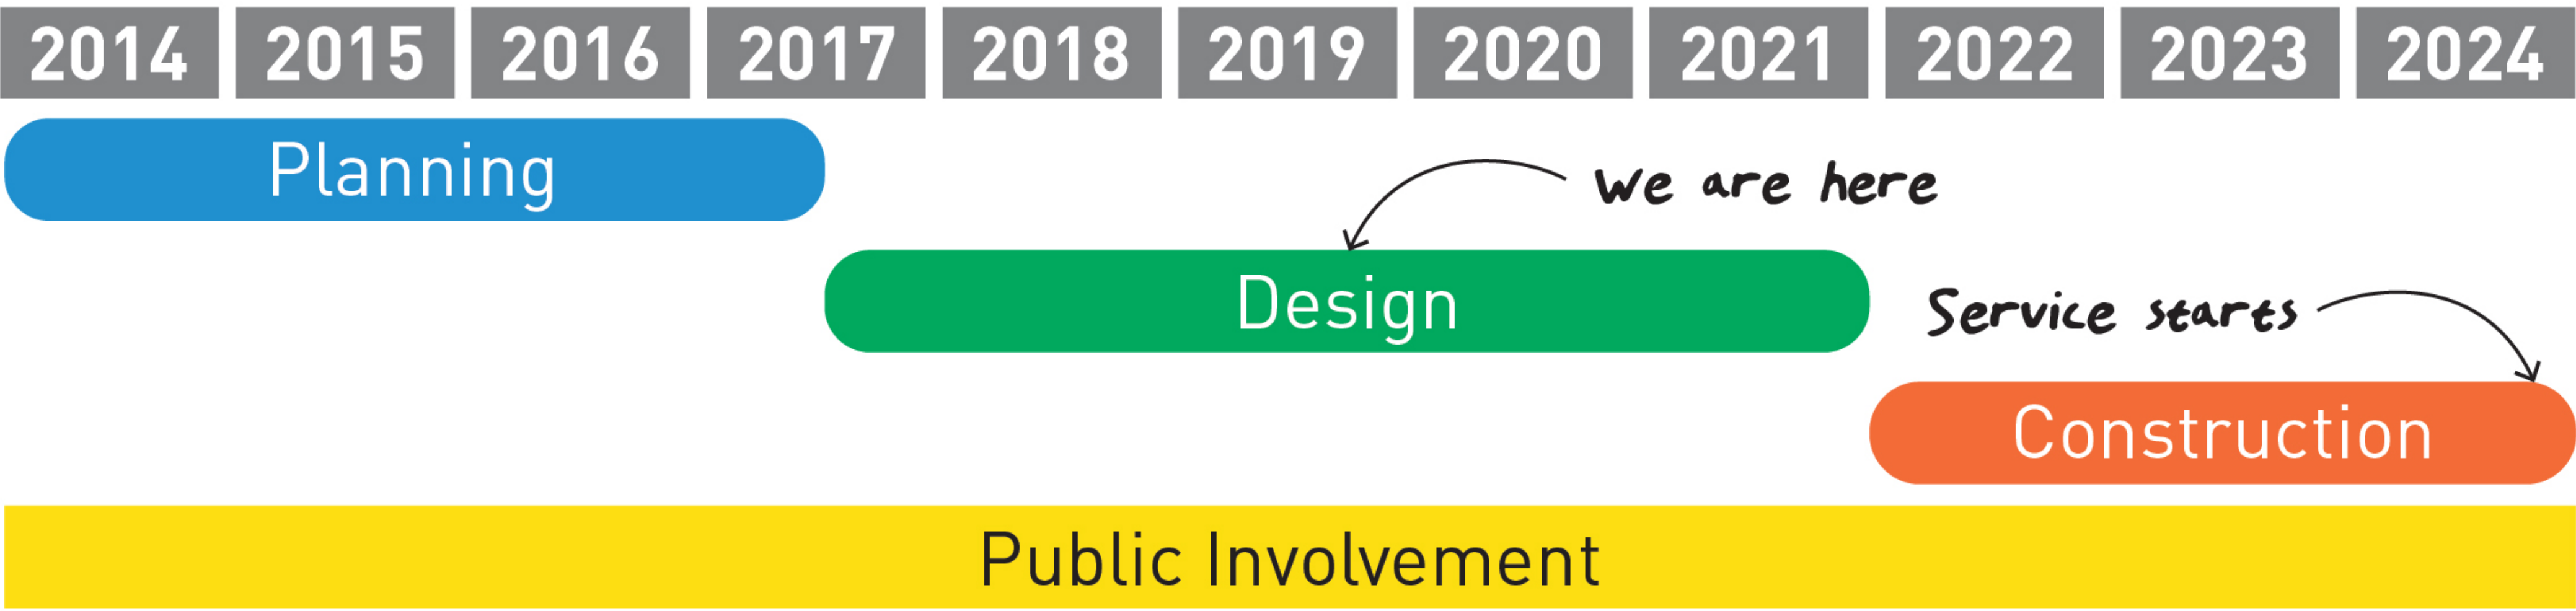 2014 2015 2016 2017 2018 2019 2020 2021 2022 2023 2024
Planning
We are here
Design
Service starts
Construction
Public Involvement